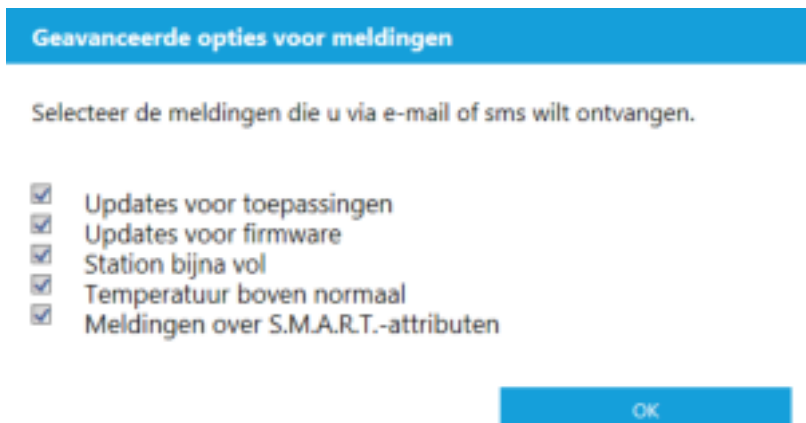 Geavanceerde opties voor meldingen
Selecteer de meldingen die u via e-mail of sms wilt ontvangen.
Updates voor toepassingen
Updates voor firmware
Station bijna vol
Temperatuur boven normaal
Meldingen over S.M.A.R.T.-attributen
OK